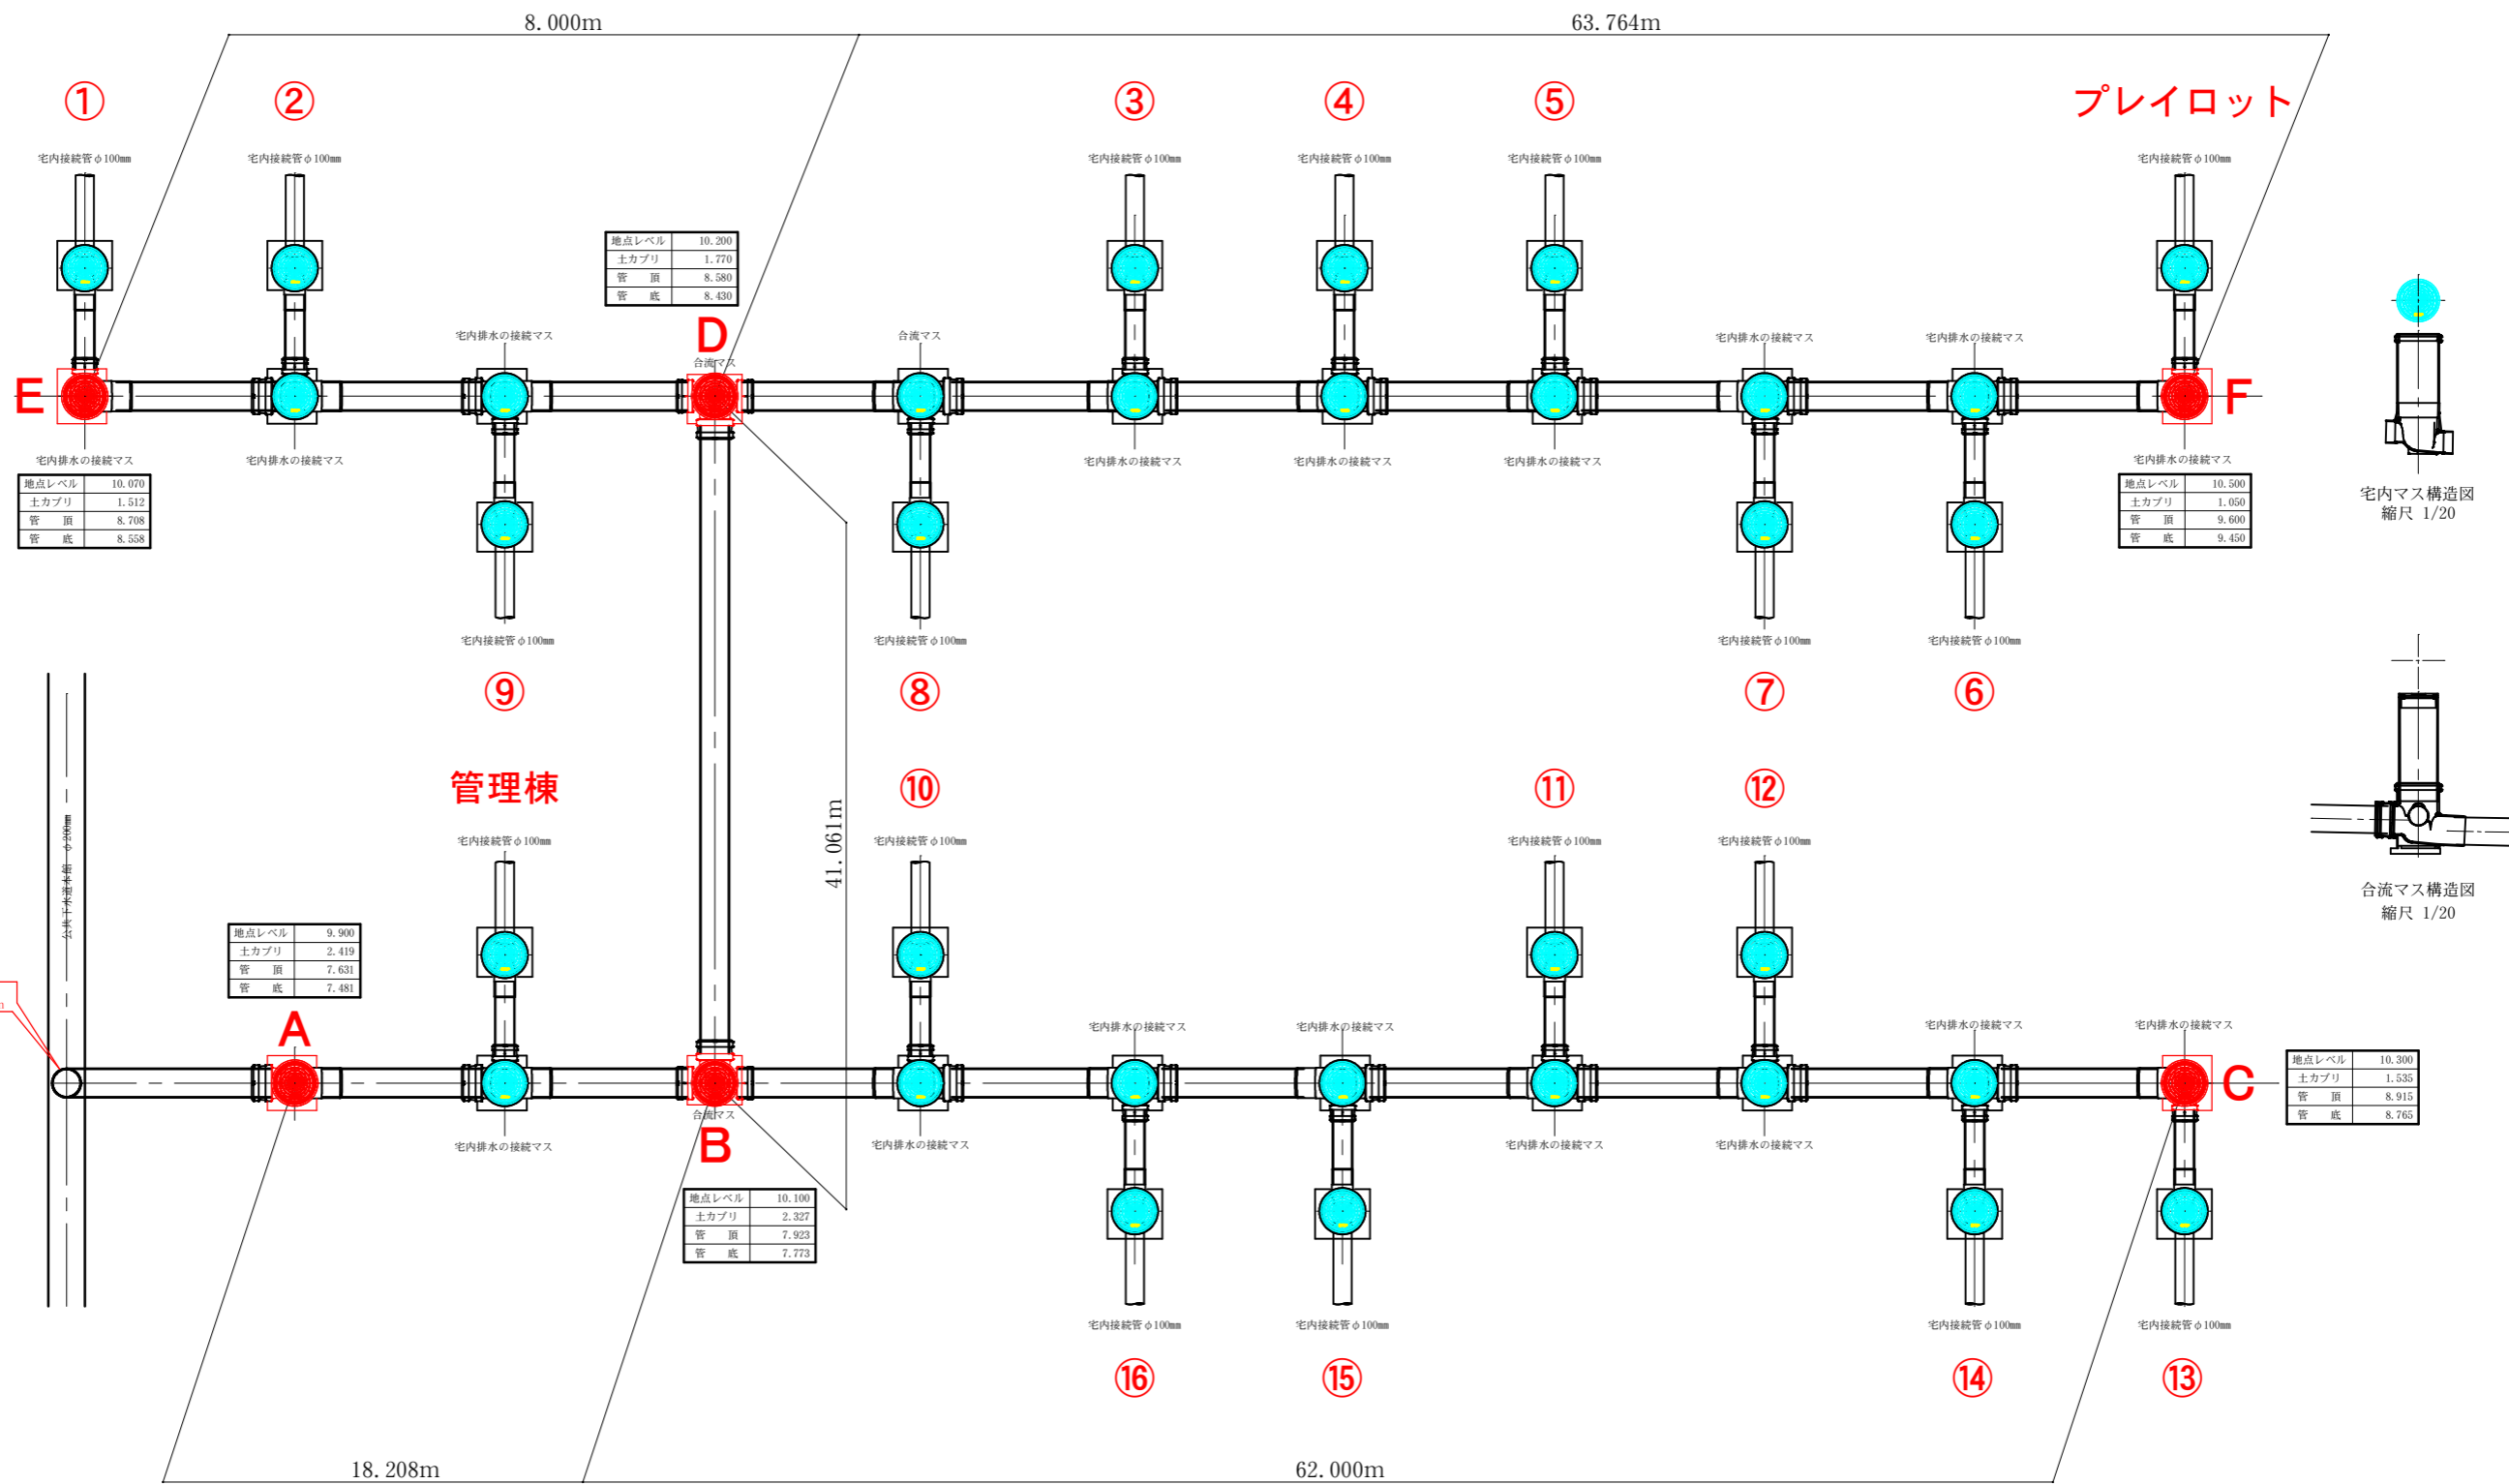 8.000m
63.764m
①
②
③
④
⑤
プレイロット
宅内接続管φ100㎜
宅内接続管φ100㎜
宅内接続管φ100㎜
宅内接続管φ100㎜
宅内接続管φ100㎜
宅内接続管φ100㎜
地点レベル 10.200
土カブリ 1.770
管 頂 8.580
管 底 8.430
D
宅内排水の接続マス
合流マス
合流マス
宅内排水の接続マス
宅内排水の接続マス
E
F
宅内排水の接続マス
宅内排水の接続マス
宅内排水の接続マス
宅内排水の接続マス
宅内排水の接続マス
宅内排水の接続マス
地点レベル 10.070
土カブリ 1.512
管 頂 8.708
管 底 8.558
地点レベル 10.500
土カブリ 1.050
管 頂 9.600
管 底 9.450
宅内マス構造図
縮尺 1/20
宅内接続管φ100㎜
宅内接続管φ100㎜
宅内接続管φ100㎜
宅内接続管φ100㎜
⑨
⑧
⑦
⑥
管理棟
⑩
⑪
⑫
41.061m
宅内接続管φ100㎜
宅内接続管φ100㎜
宅内接続管φ100㎜
宅内接続管φ100㎜
公共下水道本管 φ200㎜
合流マス構造図
縮尺 1/20
地点レベル 9.900
土カブリ 2.419
管 頂 7.631
管 底 7.481
A
宅内排水の接続マス
宅内排水の接続マス
宅内排水の接続マス
宅内排水の接続マス
C
地点レベル 10.300
土カブリ 1.535
管 頂 8.915
管 底 8.765
合流マス
B
宅内排水の接続マス
宅内排水の接続マス
宅内排水の接続マス
宅内排水の接続マス
地点レベル 10.100
土カブリ 2.327
管 頂 7.923
管 底 7.773
宅内接続管φ100㎜
宅内接続管φ100㎜
宅内接続管φ100㎜
宅内接続管φ100㎜
⑯
⑮
⑭
⑬
18.208m
62.000m